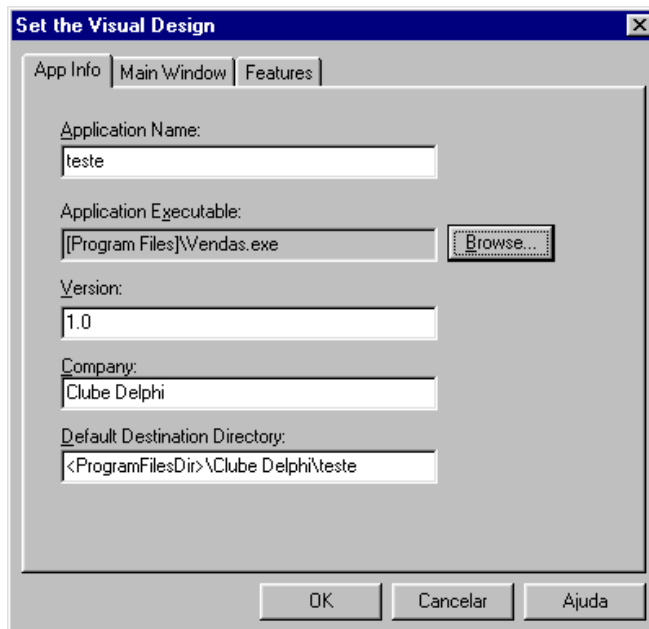 Set the Visual Design
App Info Main Window Features
Application Name:
teste
Application Executable:
[Program Files]\Vendas.exe Browse...
Version:
1.0
Company:
Clube Delphi
Default Destination Directory:
<ProgramFilesDir>\Clube Delphi\teste
OK Cancelar Ajuda